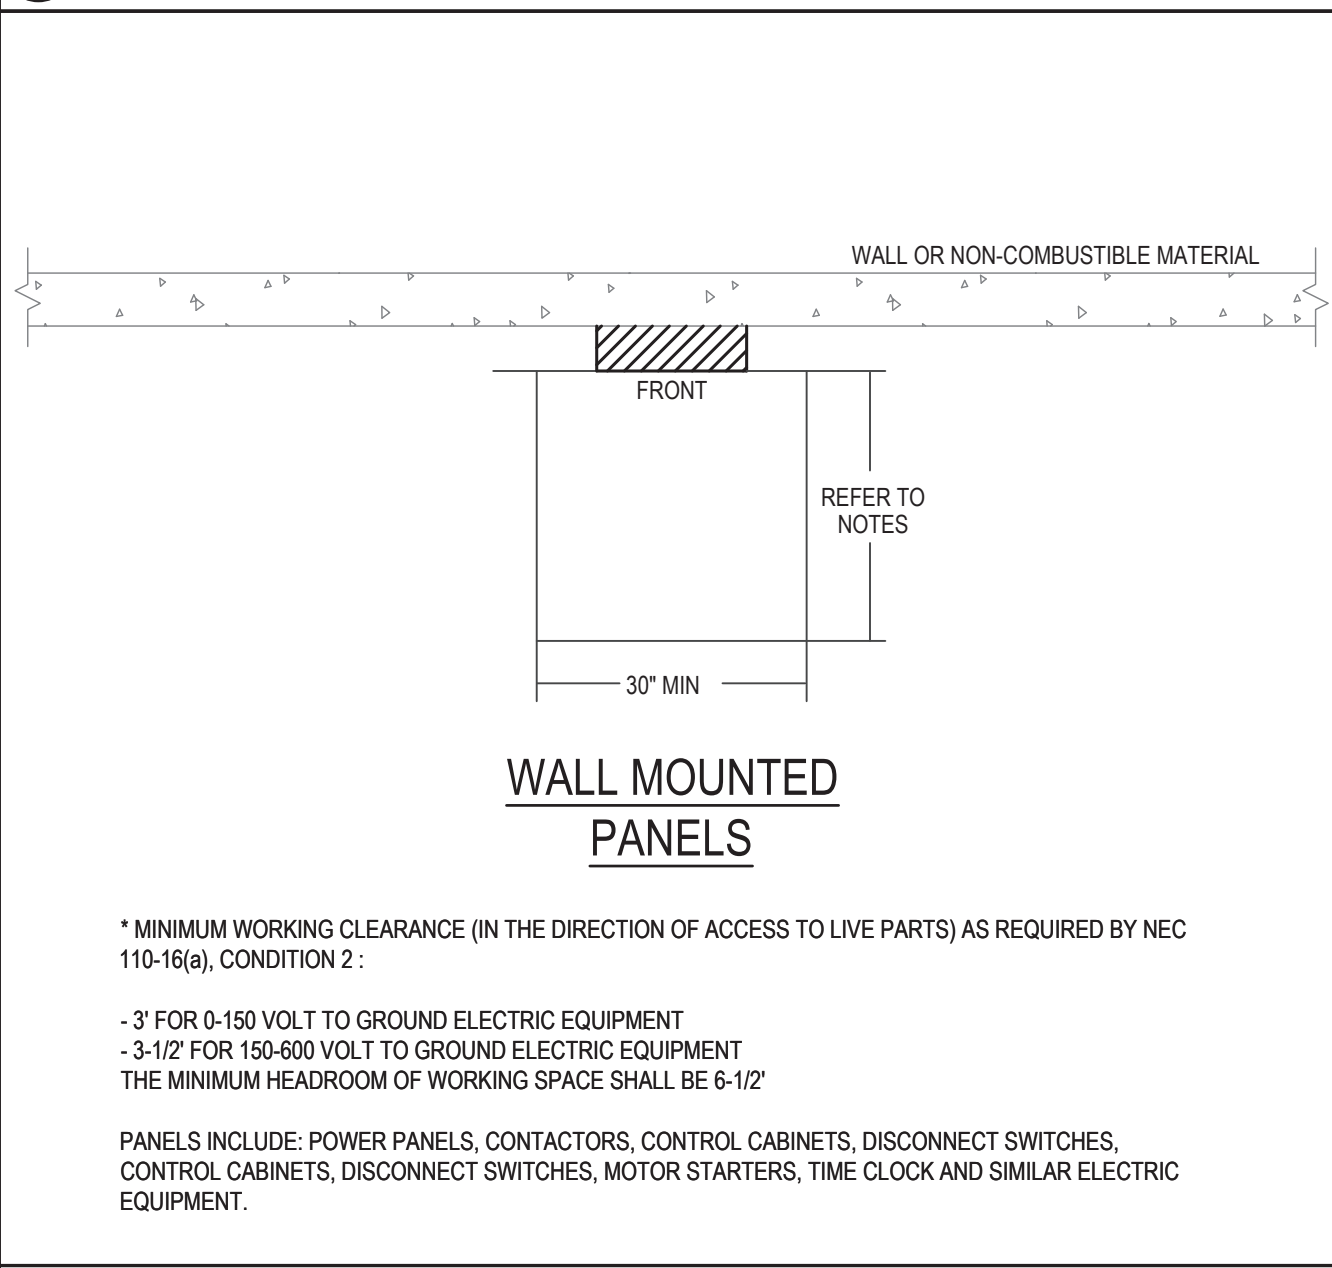 WALL OR NON-COMBUSTIBLE MATERIAL
FRONT
REFER TO
NOTES
30" MIN
WALL MOUNTED
PANELS
* MINIMUM WORKING CLEARANCE (IN THE DIRECTION OF ACCESS TO LIVE PARTS) AS REQUIRED BY NEC
110-16(a), CONDITION 2 :
- 3' FOR 0-150 VOLT TO GROUND ELECTRIC EQUIPMENT
- 3-1/2' FOR 150-600 VOLT TO GROUND ELECTRIC EQUIPMENT
THE MINIMUM HEADROOM OF WORKING SPACE SHALL BE 6-1/2'
PANELS INCLUDE: POWER PANELS, CONTACTORS, CONTROL CABINETS, DISCONNECT SWITCHES,
CONTROL CABINETS, DISCONNECT SWITCHES, MOTOR STARTERS, TIME CLOCK AND SIMILAR ELECTRIC
EQUIPMENT.